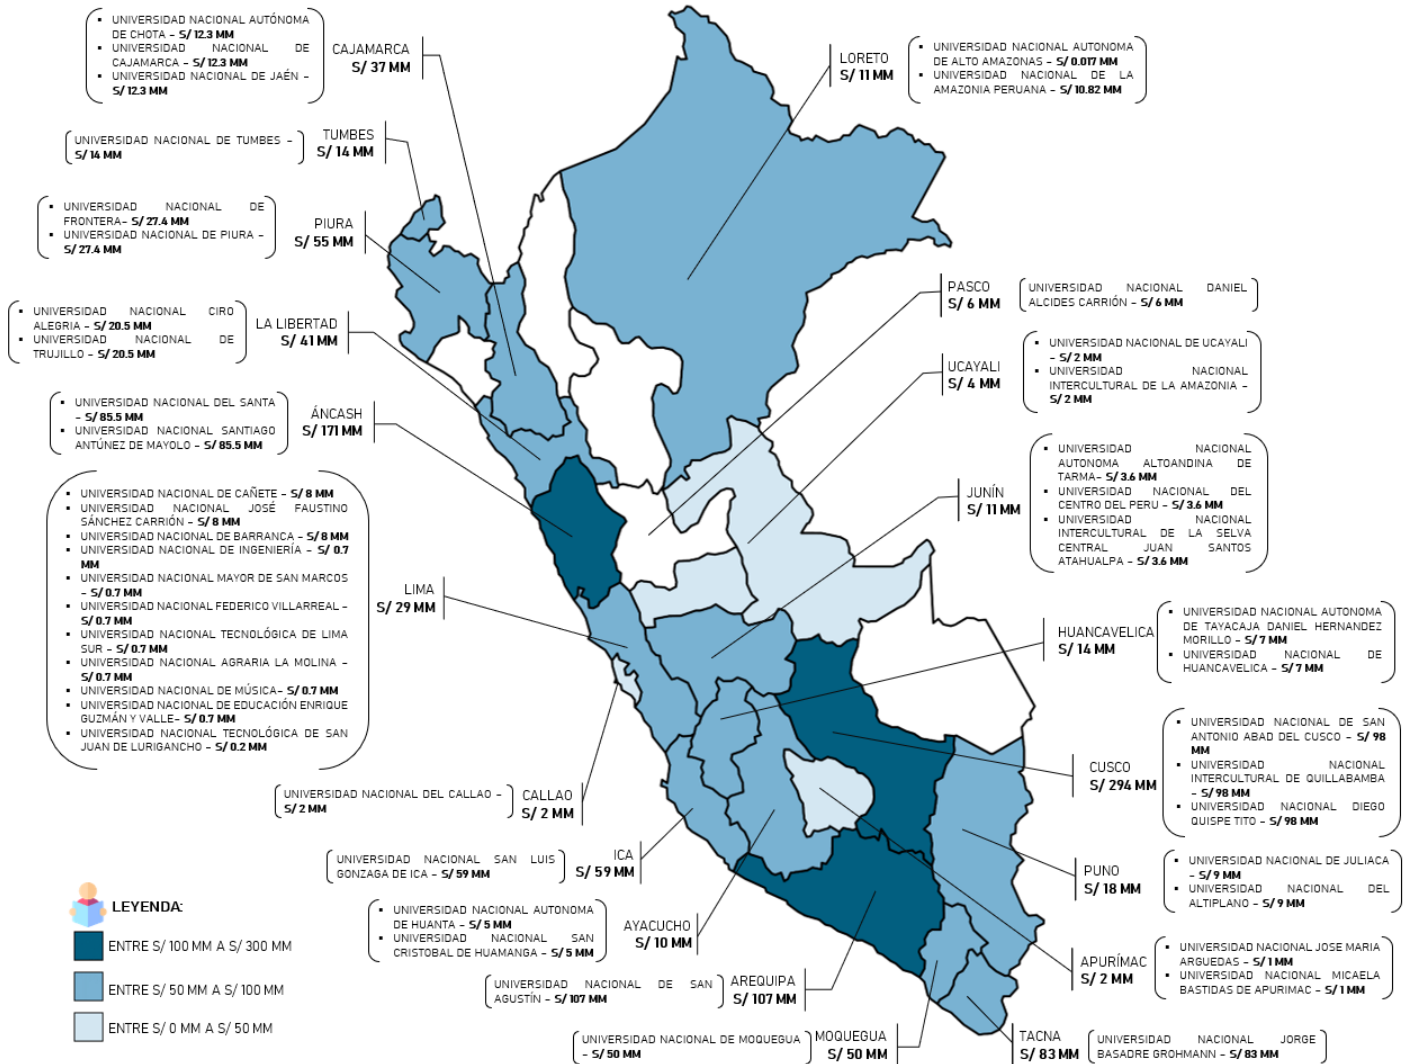 ▪ UNIVERSIDAD NACIONAL AUTÓNOMA
DE CHOTA – S/ 12.3 MM
▪ UNIVERSIDAD NACIONAL DE
CAJAMARCA – S/ 12.3 MM
▪ UNIVERSIDAD NACIONAL DE JAÉN –
S/ 12.3 MM
CAJAMARCA
S/ 37 MM
LORETO
S/ 11 MM
▪ UNIVERSIDAD NACIONAL AUTONOMA
DE ALTO AMAZONAS – S/ 0.017 MM
▪ UNIVERSIDAD NACIONAL DE LA
AMAZONIA PERUANA – S/ 10.82 MM
UNIVERSIDAD NACIONAL DE TUMBES –
S/ 14 MM
TUMBES
S/ 14 MM
▪ UNIVERSIDAD NACIONAL DE
FRONTERA– S/ 27.4 MM
▪ UNIVERSIDAD NACIONAL DE PIURA –
S/ 27.4 MM
PIURA
S/ 55 MM
PASCO
S/ 6 MM
UNIVERSIDAD NACIONAL DANIEL
ALCIDES CARRIÓN – S/ 6 MM
▪ UNIVERSIDAD NACIONAL CIRO
ALEGRIA – S/ 20.5 MM
▪ UNIVERSIDAD NACIONAL DE
TRUJILLO – S/ 20.5 MM
LA LIBERTAD
S/ 41 MM
UCAYALI
S/ 4 MM
▪ UNIVERSIDAD NACIONAL DE UCAYALI
– S/ 2 MM
▪ UNIVERSIDAD NACIONAL
INTERCULTURAL DE LA AMAZONIA –
S/ 2 MM
▪ UNIVERSIDAD NACIONAL DEL SANTA
– S/ 85.5 MM
▪ UNIVERSIDAD NACIONAL SANTIAGO
ANTÚNEZ DE MAYOLO – S/ 85.5 MM
ÁNCASH
S/ 171 MM
JUNÍN
S/ 11 MM
▪ UNIVERSIDAD NACIONAL
AUTONOMA ALTOANDINA DE
TARMA– S/ 3.6 MM
▪ UNIVERSIDAD NACIONAL DEL
CENTRO DEL PERU – S/ 3.6 MM
▪ UNIVERSIDAD NACIONAL
INTERCULTURAL DE LA SELVA
CENTRAL JUAN SANTOS
ATAHUALPA – S/ 3.6 MM
▪ UNIVERSIDAD NACIONAL DE CAÑETE – S/ 8 MM
▪ UNIVERSIDAD NACIONAL JOSÉ FAUSTINO
SÁNCHEZ CARRIÓN – S/ 8 MM
▪ UNIVERSIDAD NACIONAL DE BARRANCA – S/ 8 MM
▪ UNIVERSIDAD NACIONAL DE INGENIERÍA – S/ 0.7
MM
▪ UNIVERSIDAD NACIONAL MAYOR DE SAN MARCOS
– S/ 0.7 MM
▪ UNIVERSIDAD NACIONAL FEDERICO VILLARREAL –
S/ 0.7 MM
▪ UNIVERSIDAD NACIONAL TECNOLÓGICA DE LIMA
SUR – S/ 0.7 MM
▪ UNIVERSIDAD NACIONAL AGRARIA LA MOLINA –
S/ 0.7 MM
▪ UNIVERSIDAD NACIONAL DE MÚSICA– S/ 0.7 MM
▪ UNIVERSIDAD NACIONAL DE EDUCACIÓN ENRIQUE
GUZMÁN Y VALLE– S/ 0.7 MM
▪ UNIVERSIDAD NACIONAL TECNOLÓGICA DE SAN
JUAN DE LURIGANCHO – S/ 0.2 MM
LIMA
S/ 29 MM
HUANCAVELICA
S/ 14 MM
▪ UNIVERSIDAD NACIONAL AUTONOMA
DE TAYACAJA DANIEL HERNANDEZ
MORILLO – S/ 7 MM
▪ UNIVERSIDAD NACIONAL DE
HUANCAVELICA – S/ 7 MM
CUSCO
S/ 294 MM
▪ UNIVERSIDAD NACIONAL DE SAN
ANTONIO ABAD DEL CUSCO – S/ 98
MM
▪ UNIVERSIDAD NACIONAL
INTERCULTURAL DE QUILLABAMBA
– S/ 98 MM
▪ UNIVERSIDAD NACIONAL DIEGO
QUISPE TITO – S/ 98 MM
UNIVERSIDAD NACIONAL DEL CALLAO –
S/ 2 MM
CALLAO
S/ 2 MM
UNIVERSIDAD NACIONAL SAN LUIS
GONZAGA DE ICA – S/ 59 MM
ICA
S/ 59 MM
PUNO
S/ 18 MM
▪ UNIVERSIDAD NACIONAL DE JULIACA
– S/ 9 MM
▪ UNIVERSIDAD NACIONAL DEL
ALTIPLANO – S/ 9 MM
▪ UNIVERSIDAD NACIONAL AUTONOMA
DE HUANTA – S/ 5 MM
▪ UNIVERSIDAD NACIONAL SAN
CRISTOBAL DE HUAMANGA – S/ 5 MM
AYACUCHO
S/ 10 MM
APURÍMAC
S/ 2 MM
▪ UNIVERSIDAD NACIONAL JOSE MARIA
ARGUEDAS – S/ 1 MM
▪ UNIVERSIDAD NACIONAL MICAELA
BASTIDAS DE APURIMAC – S/ 1 MM
UNIVERSIDAD NACIONAL DE SAN
AGUSTÍN – S/ 107 MM
AREQUIPA
S/ 107 MM
UNIVERSIDAD NACIONAL DE MOQUEGUA
– S/ 50 MM
MOQUEGUA
S/ 50 MM
TACNA
S/ 83 MM
UNIVERSIDAD NACIONAL JORGE
BASADRE GROHMANN – S/ 83 MM
LEYENDA:
ENTRE S/ 100 MM A S/ 300 MM
ENTRE S/ 50 MM A S/ 100 MM
ENTRE S/ 0 MM A S/ 50 MM